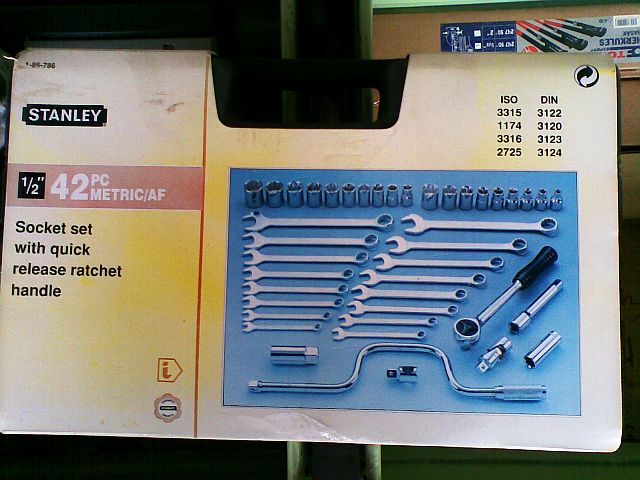 STANLEY
1/2"
42 PC
METRIC/AF
Socket set
with quick
release ratchet
handle
ISO DIN
3315 3122
1174 3120
3316 3123
2725 3124
HERKULES